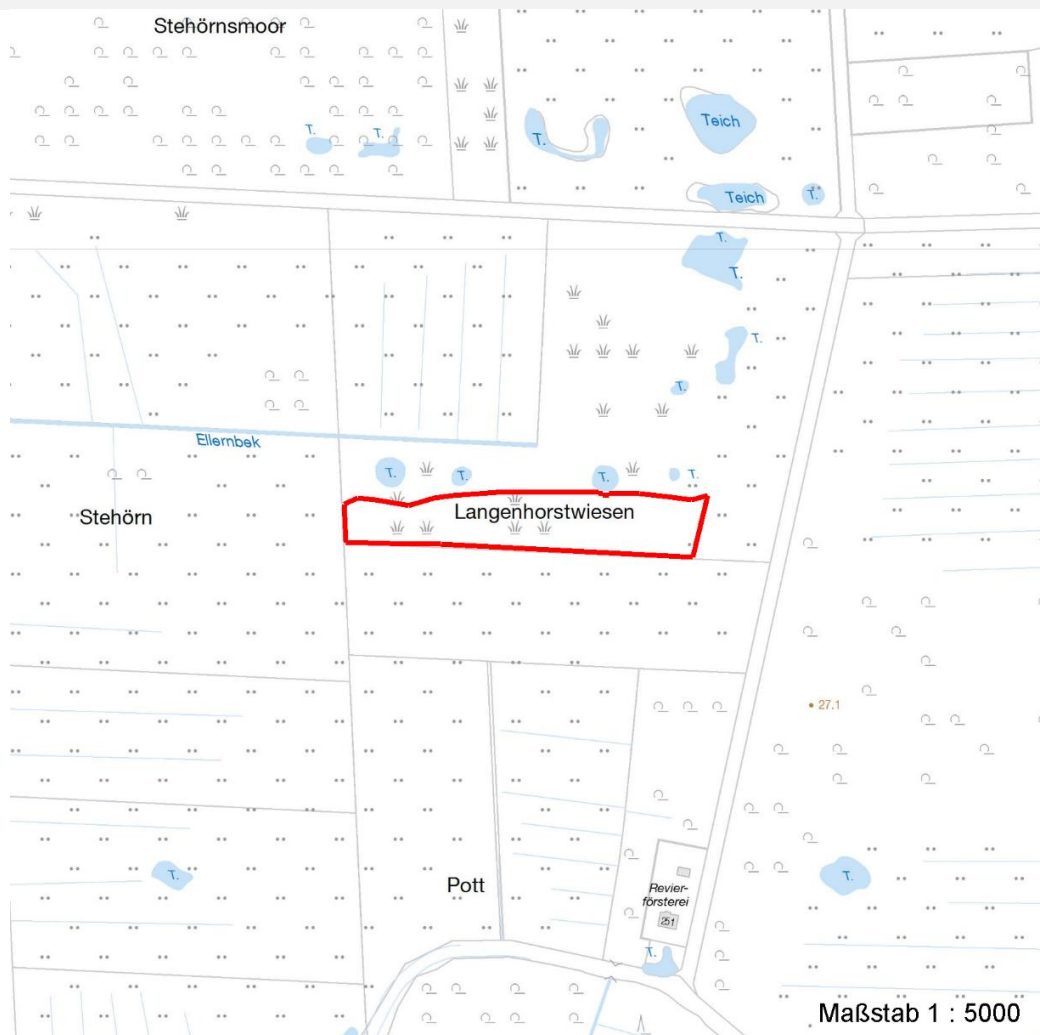 Stehörnsmoor
T.
T.
T.
Teich
Teich
T.
T.
T.
T.
T.
Ellernbek
T.
T.
T.
T.
Stehörn
Langenhorstwiesen
27.1
T.
Pott
Revier-
försterei
251
T.
T.
Maßstab 1 : 5000